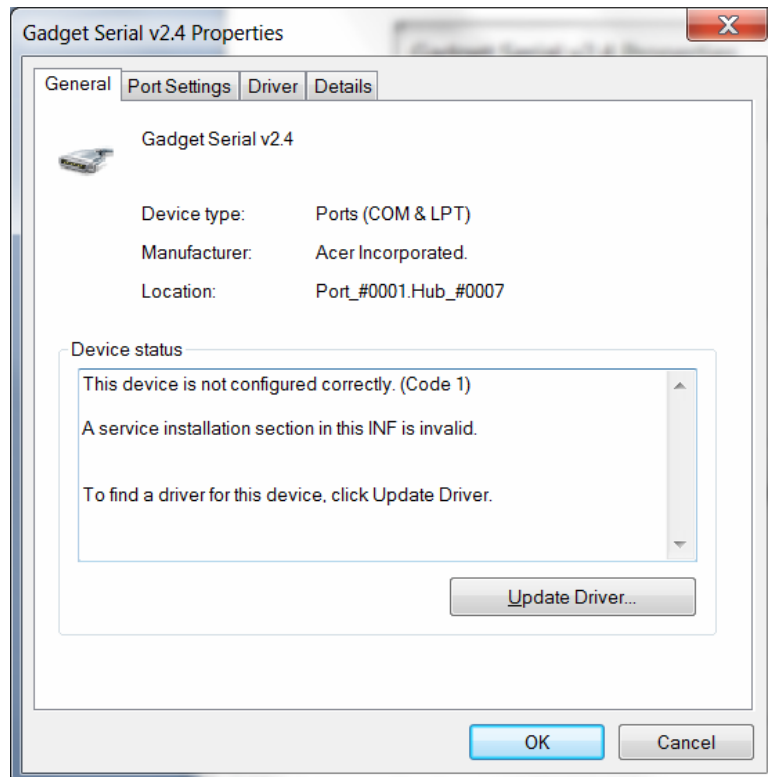 Gadget Serial v2.4 Properties
General Port Settings Driver Details
Gadget Serial v2.4
Device type: Ports (COM & LPT)
Manufacturer: Acer Incorporated.
Location: Port_#0001.Hub_#0007
Device status
This device is not configured correctly. (Code 1)
A service installation section in this INF is invalid.
To find a driver for this device, click Update Driver.
Update Driver...
OK Cancel